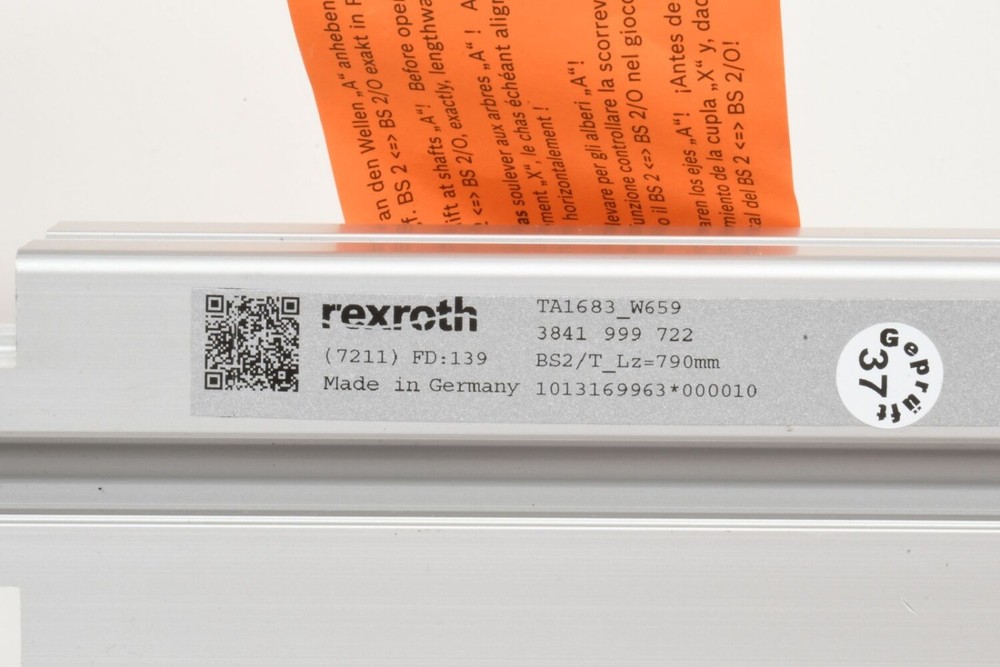 an den Wellen „A“ anheben
f. BS 2 <=> BS 2/O exakt in
ift at shafts „A“! Before oper
<=> BS 2/O, exactly, lengthwa
as soulever aux arbres „A“! A
ment „X“, le chas échéant align
horizontalement !
levare per gli alberi „A“!
unzione controllare la scorrev
o il BS 2 <=> BS 2/O nel gioco
aren los ejes „A“! ¡Antes de
miento de la cupla „X“ y, dad
tal del BS 2 <=> BS 2/O!
rexroth
(7211) FD:139
Made in Germany
TA1683_W659
3841 999 722
BS2/T_Lz=790mm
1013169963*000010
Geprüft
37